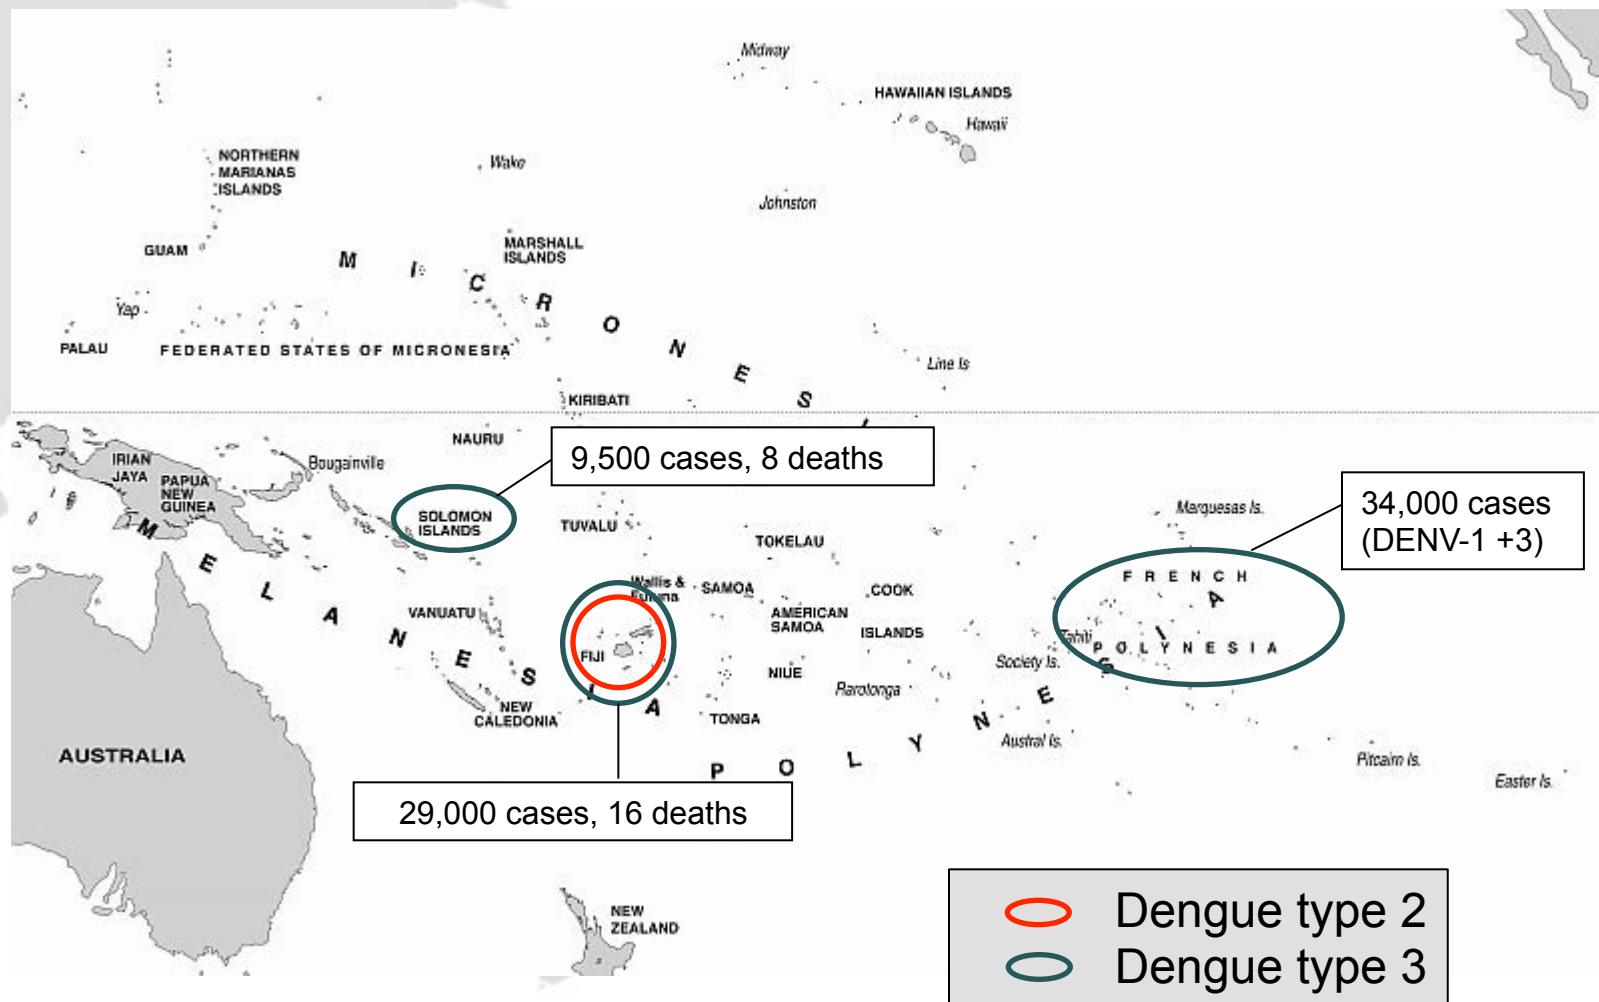 Midway
HAWAIIAN ISLANDS
Hawaii
NORTHERN
MARIANAS
ISLANDS
Wake
Johnston
GUAM
MARSHALL
ISLANDS
M I C R O N E S I
Yap
PALAU
FEDERATED STATES OF MICRONESIA
Line Is
KIRIBATI
NAURU
9,500 cases, 8 deaths
IRIAN
JAYA
PAPUA
NEW
GUINEA
Bougainville
SOLOMON
ISLANDS
TUVALU
TOKELAU
Marquesas Is.
34,000 cases
(DENV-1 +3)
M E L A N E S I A
Wallis &
Futuna
SAMOA
COOK
ISLANDS
AMERICAN
SAMOA
FRENCH
POLYNESIA
VANUATU
FIJI
Tahiti
Society Is.
NIUE
Rarotonga
NEW
CALEDONIA
TONGA
Austral Is.
P O L Y N E S I A
AUSTRALIA
Pitcairn Is.
Easter Is.
29,000 cases, 16 deaths
NEW
ZEALAND
Dengue type 2
Dengue type 3